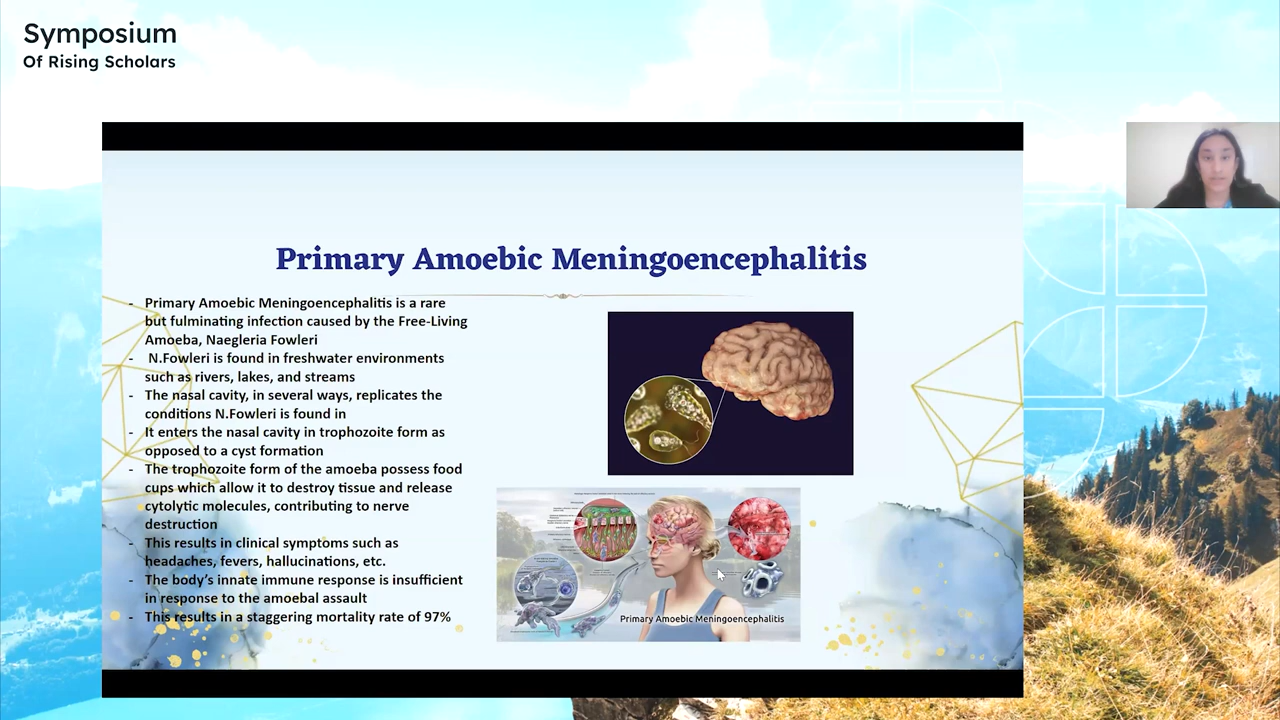 Symposium
Of Rising Scholars
Primary Amoebic Meningoencephalitis
- Primary Amoebic Meningoencephalitis is a rare
but fulminating infection caused by the Free-Living
Amoeba, Naegleria Fowleri
- N.Fowleri is found in freshwater environments
such as rivers, lakes, and streams
- The nasal cavity, in several ways, replicates the
conditions N.Fowleri is found in
- It enters the nasal cavity in trophozoite form as
opposed to a cyst formation
- The trophozoite form of the amoeba possess food
cups which allow it to destroy tissue and release
cytolytic molecules, contributing to nerve
destruction
- This results in clinical symptoms such as
headaches, fevers, hallucinations, etc.
- The body's innate immune response is insufficient
in response to the amoebal assault
- This results in a staggering mortality rate of 97%
Primary Amoebic Meningoencephalitis